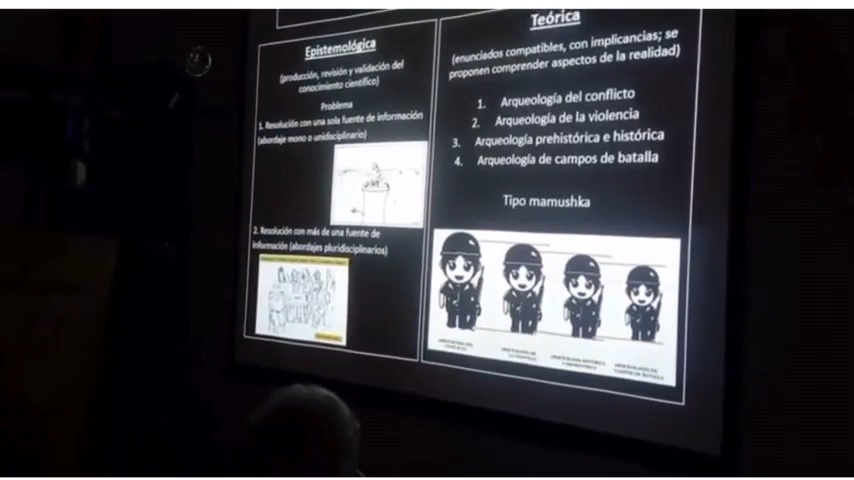 Epistemológica
(producción, revisión y validación del
conocimiento científico)
Problema
1. Resolución con una sola fuente de información
(abordaje mono o unidisciplinario)
2. Resolución con más de una fuente de
información (abordajes pluridisciplinarios)
Teórica
(enunciados compatibles, con implicancias; se
proponen comprender aspectos de la realidad)
1. Arqueología del conflicto
2. Arqueología de la violencia
3. Arqueología prehistórica e histórica
4. Arqueología de campos de batalla
Tipo mamushka